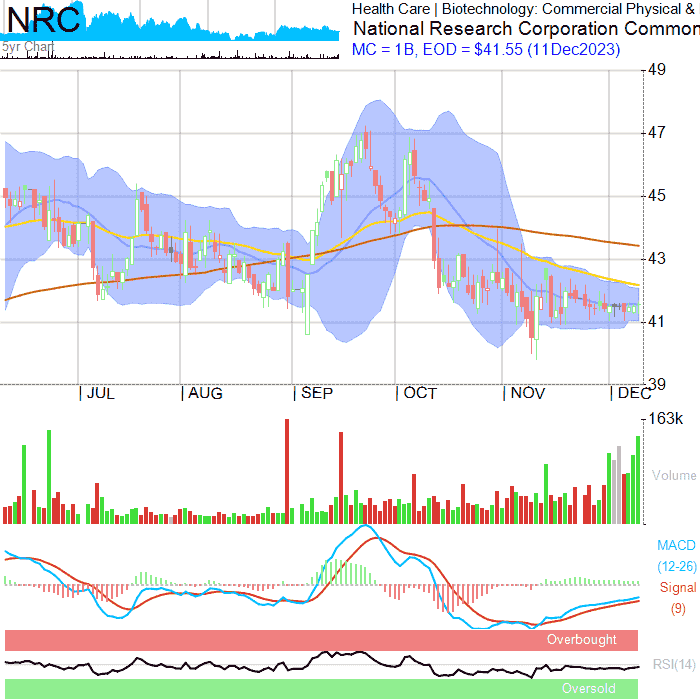 NRC
5yr Chart
Health Care | Biotechnology: Commercial Physical &
National Research Corporation Common
MC = 1B, EOD = $41.55 (11Dec2023)
49
47
45
43
41
39
JUL AUG SEP OCT NOV DEC
163k
Volume
MACD
(12-26)
Signal
(9)
Overbought
RSI(14)
Oversold